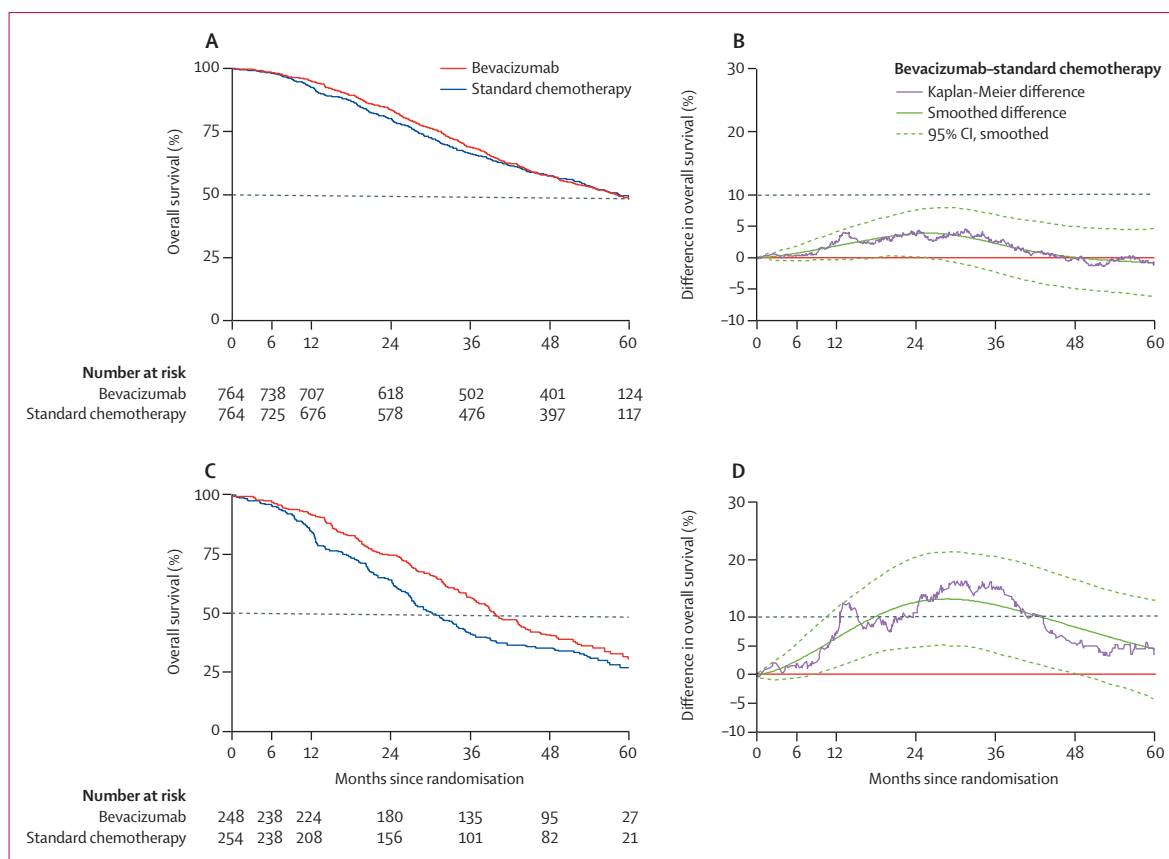 A
100
75
50
25
0
Overall survival (%)
Bevacizumab
Standard chemotherapy
0 6 12 24 36 48 60
Number at risk
Bevacizumab 764 738 707 618 502 401 124
Standard chemotherapy 764 725 676 578 476 397 117
B
30
20
10
5
0
–5
–10
Difference in overall survival (%)
Bevacizumab–standard chemotherapy
Kaplan-Meier difference
Smoothed difference
95% CI, smoothed
0 6 12 24 36 48 60
C
100
75
50
25
0
Overall survival (%)
0 6 12 24 36 48 60
Months since randomisation
Number at risk
Bevacizumab 248 238 224 180 135 95 27
Standard chemotherapy 254 238 208 156 101 82 21
D
30
20
10
5
0
–5
–10
Difference in overall survival (%)
0 6 12 24 36 48 60
Months since randomisation